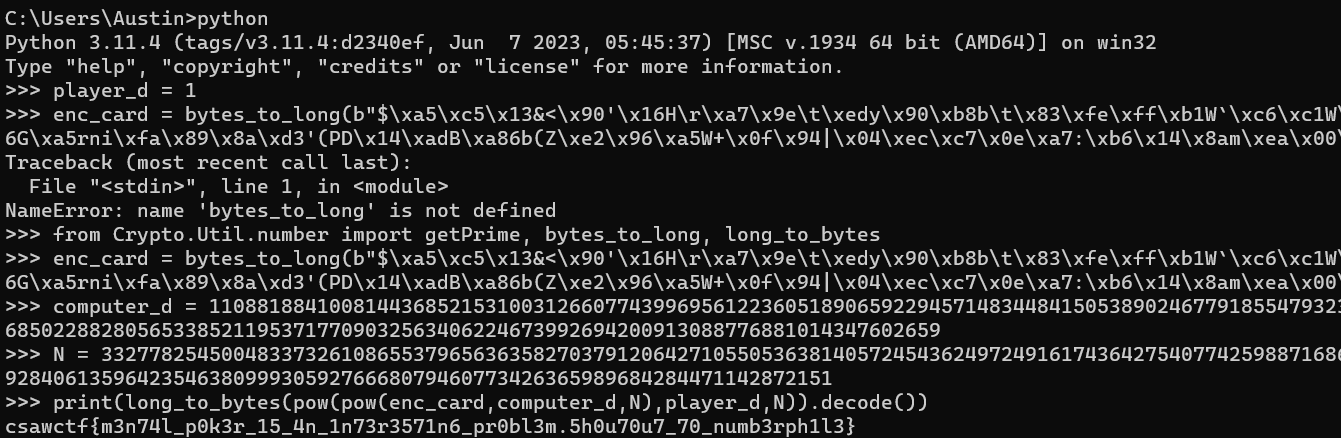 C:\Users\Austin>python
Python 3.11.4 (tags/v3.11.4:d2340ef, Jun  7 2023, 05:45:37) [MSC v.1934 64 bit (AMD64)] on win32
Type "help", "copyright", "credits" or "license" for more information.
>>> player_d = 1
>>> enc_card = bytes_to_long(b"$\xa5\xc5\x13&<\x90'\x16H\r\xa7\x9e\t\xedy\x90\xb8b\t\x83\xfe\xff\xb1W`\xc6\xc1W\
6G\xa5rni\xfa\x89\x8a\xd3'(PD\x14\xadB\xa86b(Z\xe2\x96\xa5W+\x0f\x94|\x04\xec\xc7\x0e\xa7:\xb6\x14\x8am\xea\x00
Traceback (most recent call last):
  File "<stdin>", line 1, in <module>
NameError: name 'bytes_to_long' is not defined
>>> from Crypto.Util.number import getPrime, bytes_to_long, long_to_bytes
>>> enc_card = bytes_to_long(b"$\xa5\xc5\x13&<\x90'\x16H\r\xa7\x9e\t\xedy\x90\xb8b\t\x83\xfe\xff\xb1W`\xc6\xc1W\
6G\xa5rni\xfa\x89\x8a\xd3'(PD\x14\xadB\xa86b(Z\xe2\x96\xa5W+\x0f\x94|\x04\xec\xc7\x0e\xa7:\xb6\x14\x8am\xea\x00
>>> computer_d = 1108818841008144368521531003126607743996956122360518906592294571483448415053890246779185547932
6850228828056533852119537177090325634062246739926942009130887768810143476026​59
>>> N = 3327782545004833732610865537965636358270379120642710550536381405724543624972491617436427540774259887168
928406135964235463809993059276668079460773426365989684284471142872151
>>> print(long_to_bytes(pow(pow(enc_card,computer_d,N),player_d,N)).decode())
csawctf{m3n74l_p0k3r_15_4n_1n73r3571n6_pr0bl3m.5h0u70u7_70_numb3rph1l3}